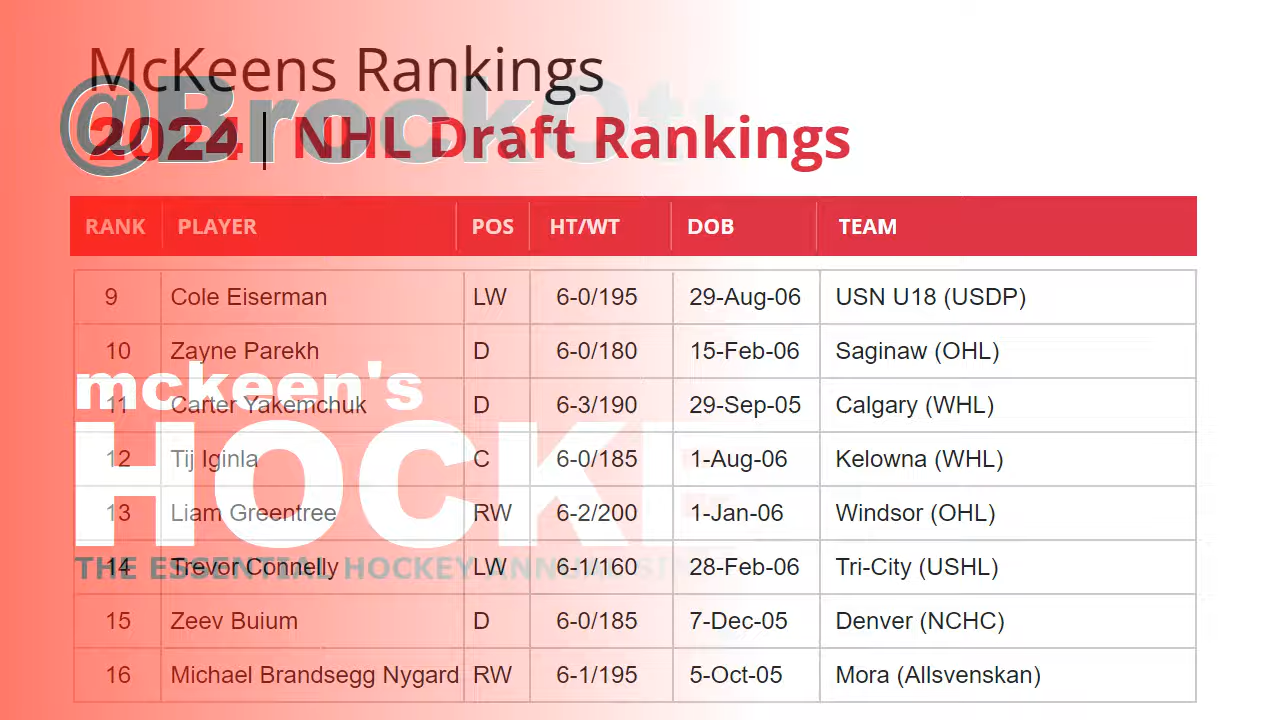 McKeens Rankings
@BrockOtt
2024 | NHL Draft Rankings
RANK PLAYER POS HT/WT DOB TEAM
9 Cole Eiserman LW 6-0/195 29-Aug-06 USN U18 (USDP)
10 Zayne Parekh D 6-0/180 15-Feb-06 Saginaw (OHL)
mckeen's
11 Carter Yakemchuk D 6-3/190 29-Sep-05 Calgary (WHL)
12 Tij Iginla C 6-0/185 1-Aug-06 Kelowna (WHL)
HOCKE
13 Liam Greentree RW 6-2/200 1-Jan-06 Windsor (OHL)
14 Trevor Connelly LW 6-1/160 28-Feb-06 Tri-City (USHL)
THE ESSENTIAL HOCKEY ANNUAL
15 Zeev Buium D 6-0/185 7-Dec-05 Denver (NCHC)
16 Michael Brandsegg Nygard RW 6-1/195 5-Oct-05 Mora (Allsvenskan)